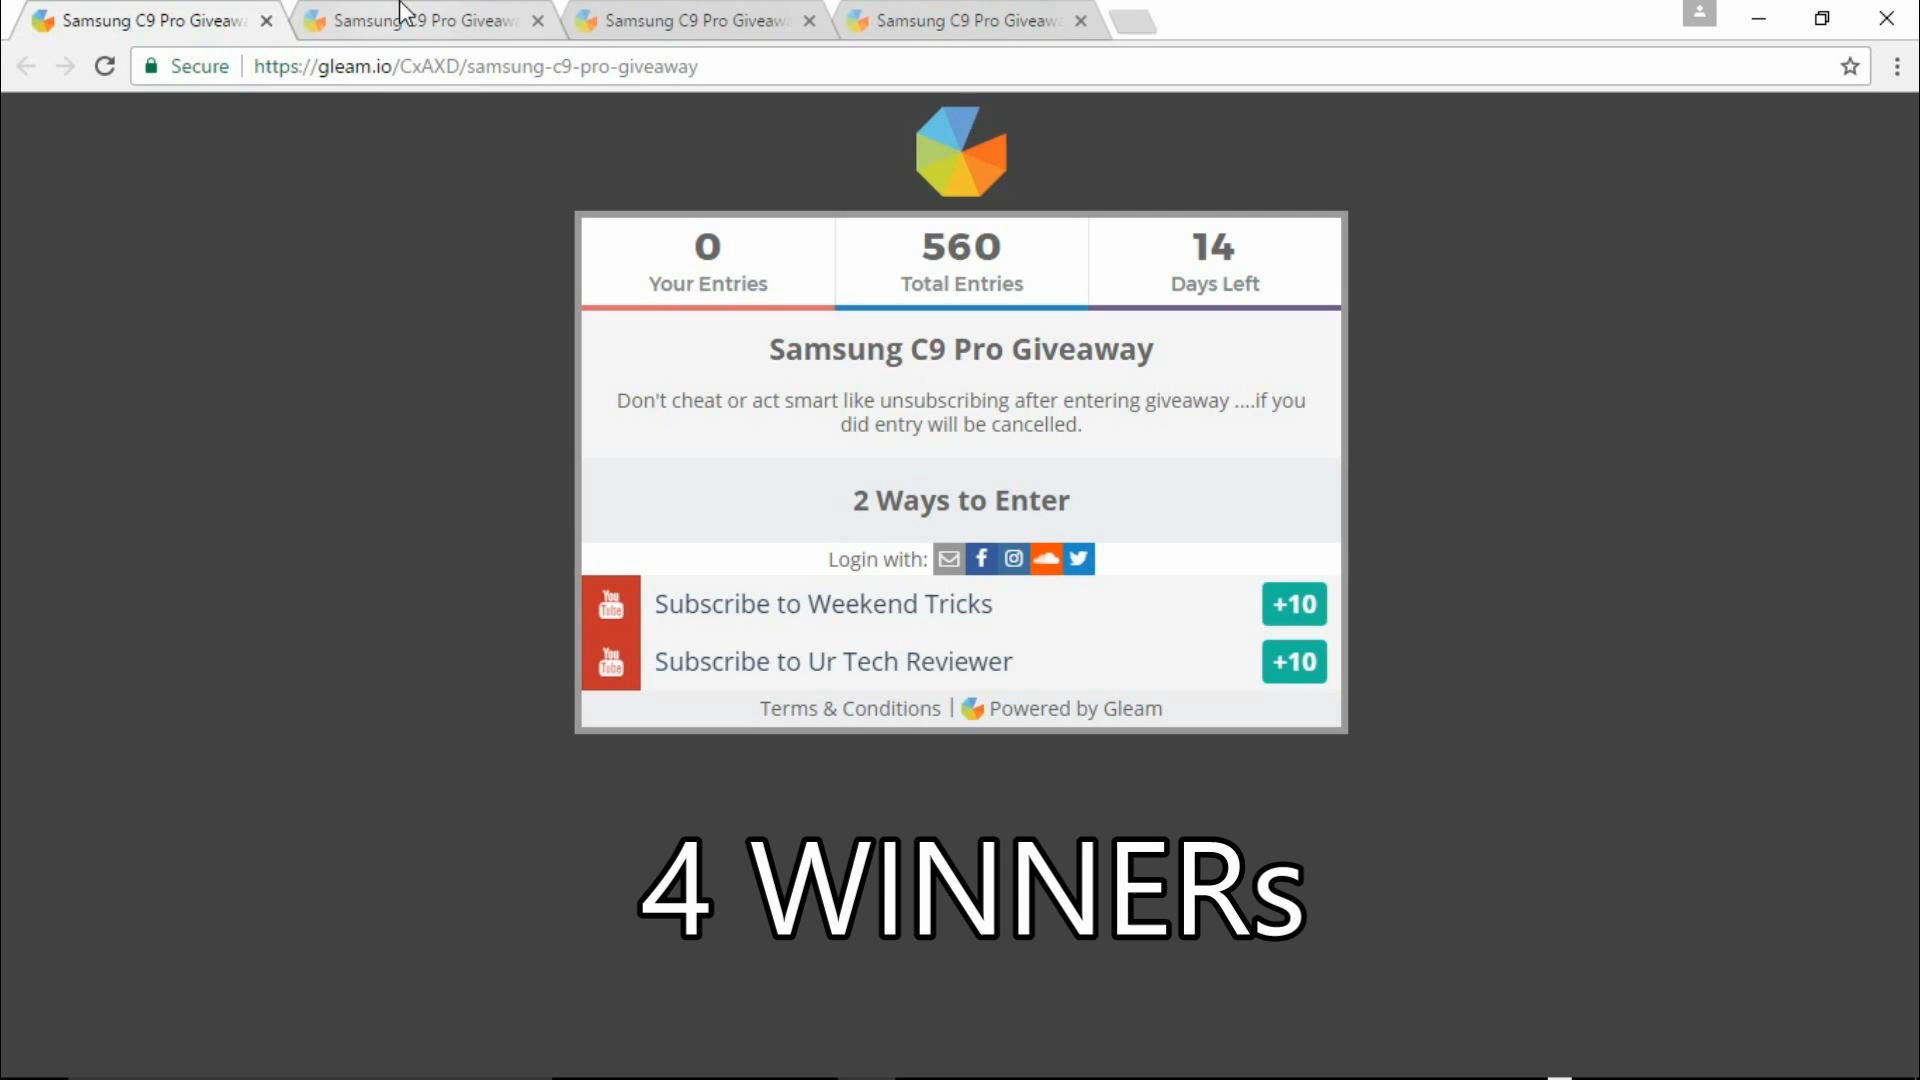 Samsung C9 Pro Giveaw
Samsung C9 Pro Giveaw
Samsung C9 Pro Giveaw
Samsung C9 Pro Giveaw
Secure https://gleam.io/CxAXD/samsung-c9-pro-giveaway
0 560 14
Your Entries Total Entries Days Left
Samsung C9 Pro Giveaway
Don't cheat or act smart like unsubscribing after entering giveaway ....if you
did entry will be cancelled.
2 Ways to Enter
Login with:
You Tube Subscribe to Weekend Tricks +10
You Tube Subscribe to Ur Tech Reviewer +10
Terms & Conditions | Powered by Gleam
4 WINNERs